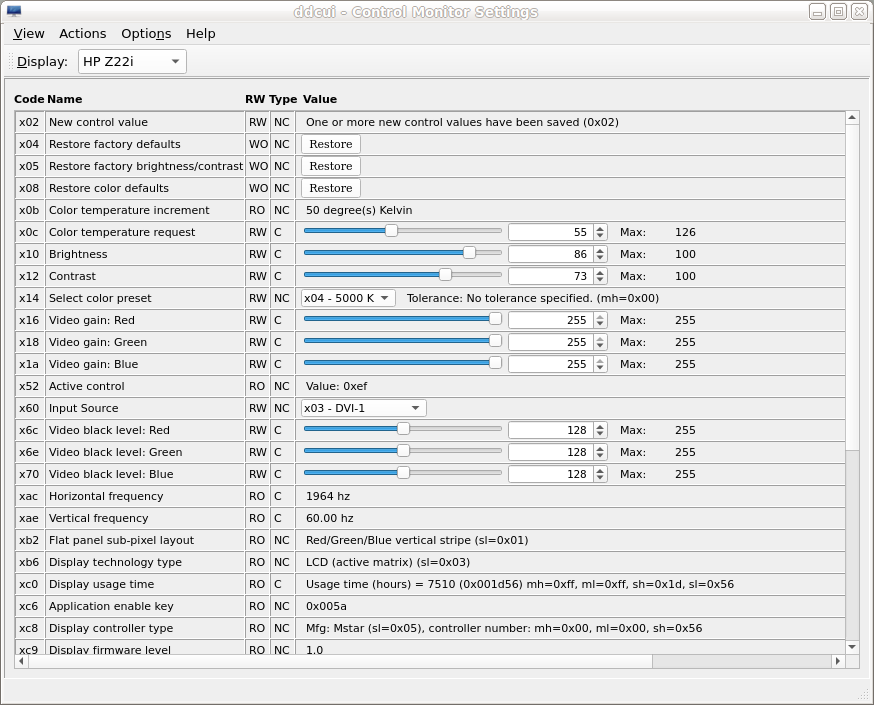 ddcui - Control Monitor Settings
View Actions Options Help
Display: HP Z22i
Code Name RW Type Value
x02 New control value RW NC One or more new control values have been saved (0x02)
x04 Restore factory defaults WO NC Restore
x05 Restore factory brightness/contrast WO NC Restore
x08 Restore color defaults WO NC Restore
x0b Color temperature increment RO NC 50 degree(s) Kelvin
x0c Color temperature request RW C 55 Max: 126
x10 Brightness RW C 86 Max: 100
x12 Contrast RW C 73 Max: 100
x14 Select color preset RW NC x04 - 5000 K Tolerance: No tolerance specified. (mh=0x00)
x16 Video gain: Red RW C 255 Max: 255
x18 Video gain: Green RW C 255 Max: 255
x1a Video gain: Blue RW C 255 Max: 255
x52 Active control RO NC Value: 0xef
x60 Input Source RW NC x03 - DVI-1
x6c Video black level: Red RW C 128 Max: 255
x6e Video black level: Green RW C 128 Max: 255
x70 Video black level: Blue RW C 128 Max: 255
xac Horizontal frequency RO C 1964 hz
xae Vertical frequency RO C 60.00 hz
xb2 Flat panel sub-pixel layout RO NC Red/Green/Blue vertical stripe (sl=0x01)
xb6 Display technology type RO NC LCD (active matrix) (sl=0x03)
xc0 Display usage time RO C Usage time (hours) = 7510 (0x001d56) mh=0xff, ml=0xff, sh=0x1d, sl=0x56
xc6 Application enable key RO NC 0x005a
xc8 Display controller type RO NC Mfg: Mstar (sl=0x05), controller number: mh=0x00, ml=0x00, sh=0x56
xc9 Display firmware level RO NC 1.0